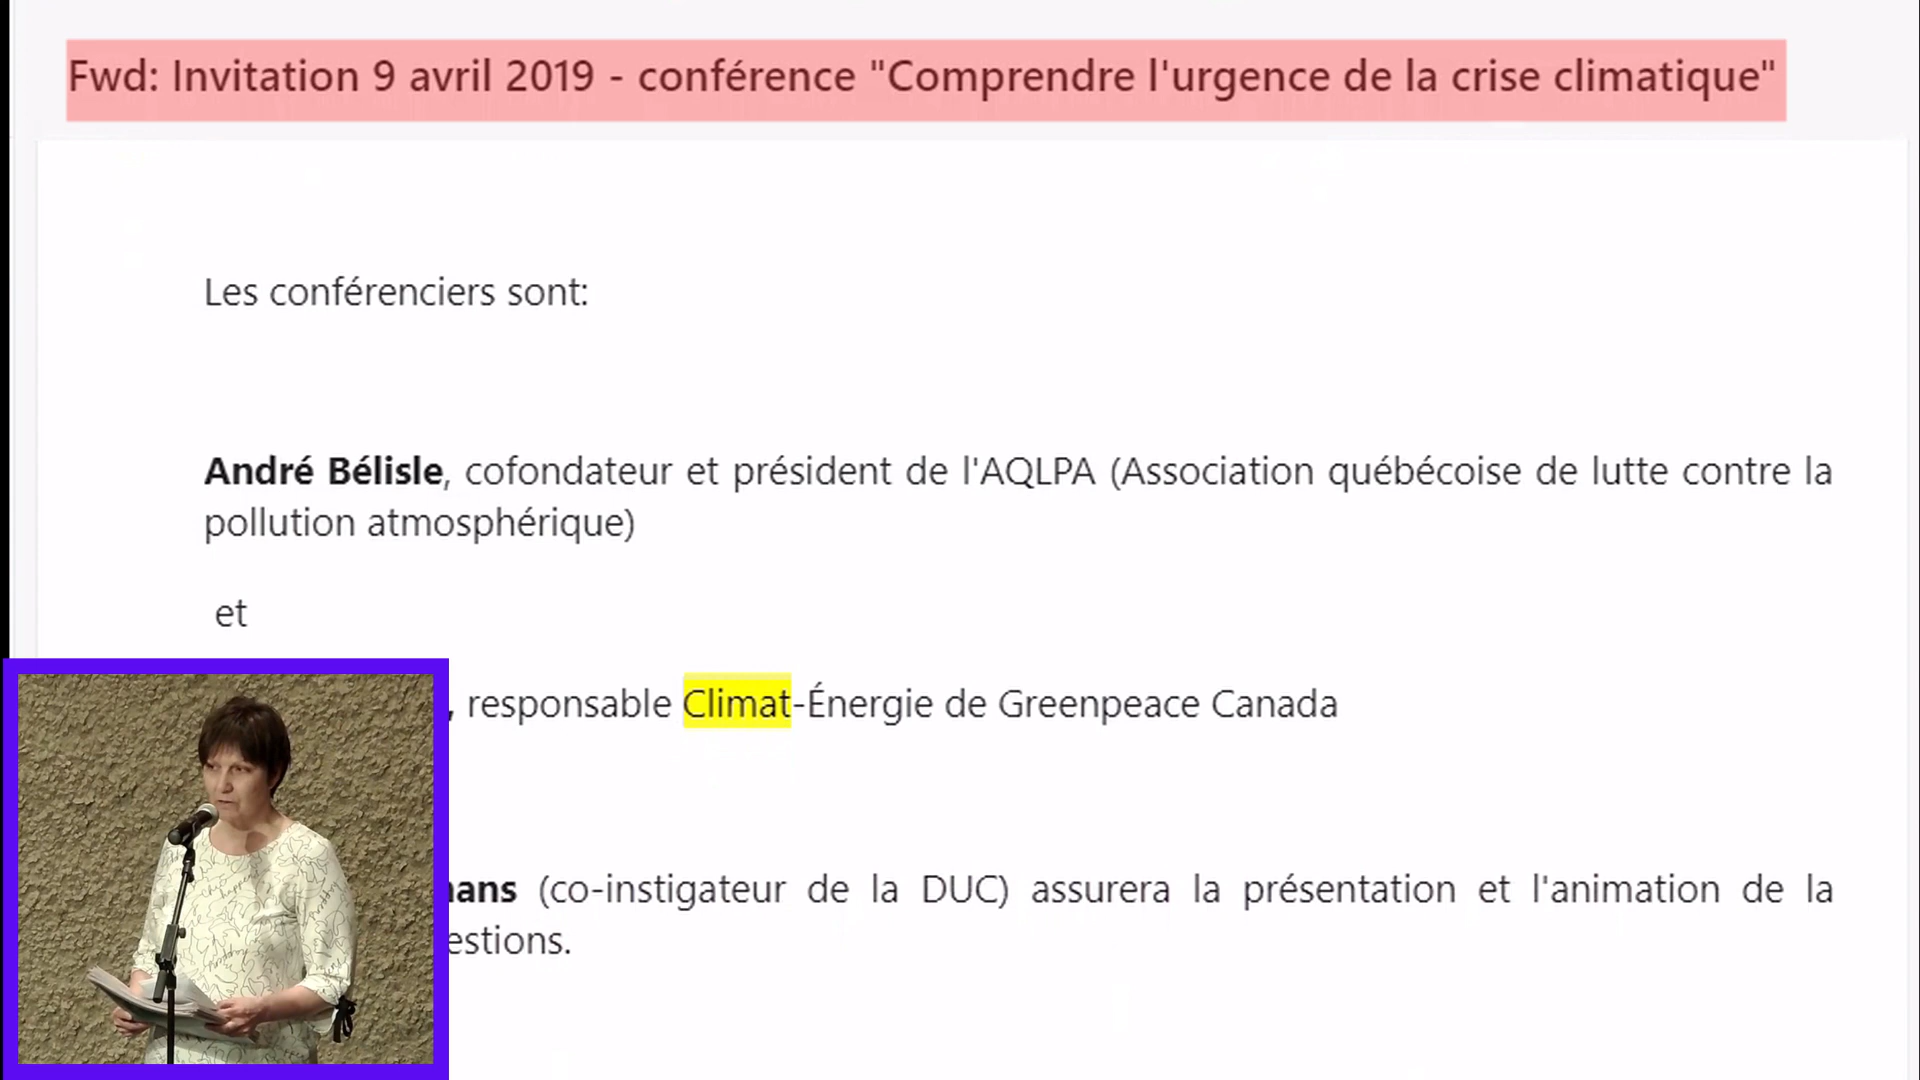 Fwd: Invitation 9 avril 2019 - conférence "Comprendre l'urgence de la crise climatique"
Les conférenciers sont:
André Bélisle, cofondateur et président de l'AQLPA (Association québécoise de lutte contre la
pollution atmosphérique)
et
, responsable Climat-Énergie de Greenpeace Canada
(co-instigateur de la DUC) assurera la présentation et l'animation de la